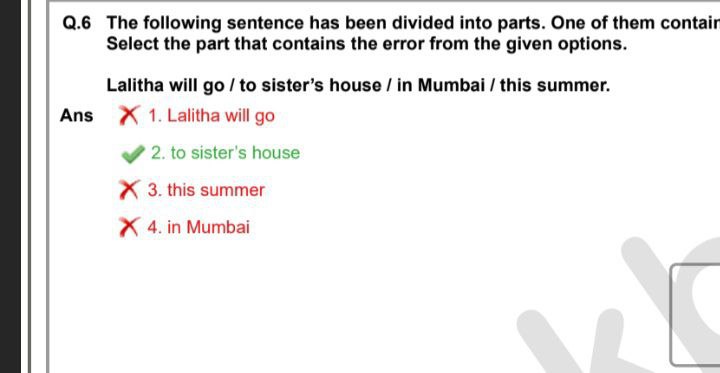 Q.6 The following sentence has been divided into parts. One of them
Select the part that contains the error from the given options.
Lalitha will go / to sister's house / in Mumbai / this summer.
Ans 1. Lalitha will go
2. to sister's house
3. this summer
4. in Mumbai